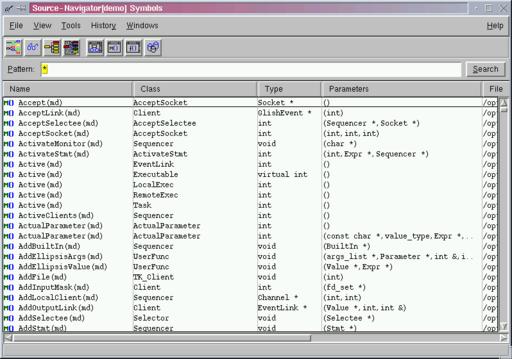 Source-Navigator[demo] Symbols
File View Tools History Windows Help
Pattern: * Search
Name Class Type Parameters File
Accept(md) AcceptSocket Socket * () /op
AcceptLink(md) Client GlishEvent * (int) /op
AcceptSelectee(md) AcceptSelectee int (Sequencer *,Socket *) /op
AcceptSocket(md) AcceptSocket int (int,int,int) /op
ActivateMonitor(md) Sequencer void (char *) /op
ActivateStmt(md) ActivateStmt int (int,Expr *,Sequencer *) /op
Active(md) EventLink int () /op
Active(md) Executable virtual int () /op
Active(md) LocalExec int () /op
Active(md) RemoteExec int () /op
Active(md) Task int () /op
ActiveClients(md) Sequencer int () /op
ActualParameter(md) ActualParameter int () /op
ActualParameter(md) ActualParameter int (const char *,value_type,Expr *,... /op
AddBuiltIn(md) Sequencer void (BuiltIn *) /op
AddEllipsisArgs(md) UserFunc void (args_list *,Parameter *,int &,i... /op
AddEllipsisValue(md) UserFunc void (Value *,Expr *) /op
AddFile(md) TK_Client void (int) /op
AddInputMask(md) Client int (fd_set *) /op
AddLocalClient(md) Sequencer Channel * (int,int) /op
AddOutputLink(md) Client EventLink * (Value *,int,int &) /op
AddSelectee(md) Selector void (Selectee *) /op
AddStmt(md) Sequencer void (Stmt *) /op